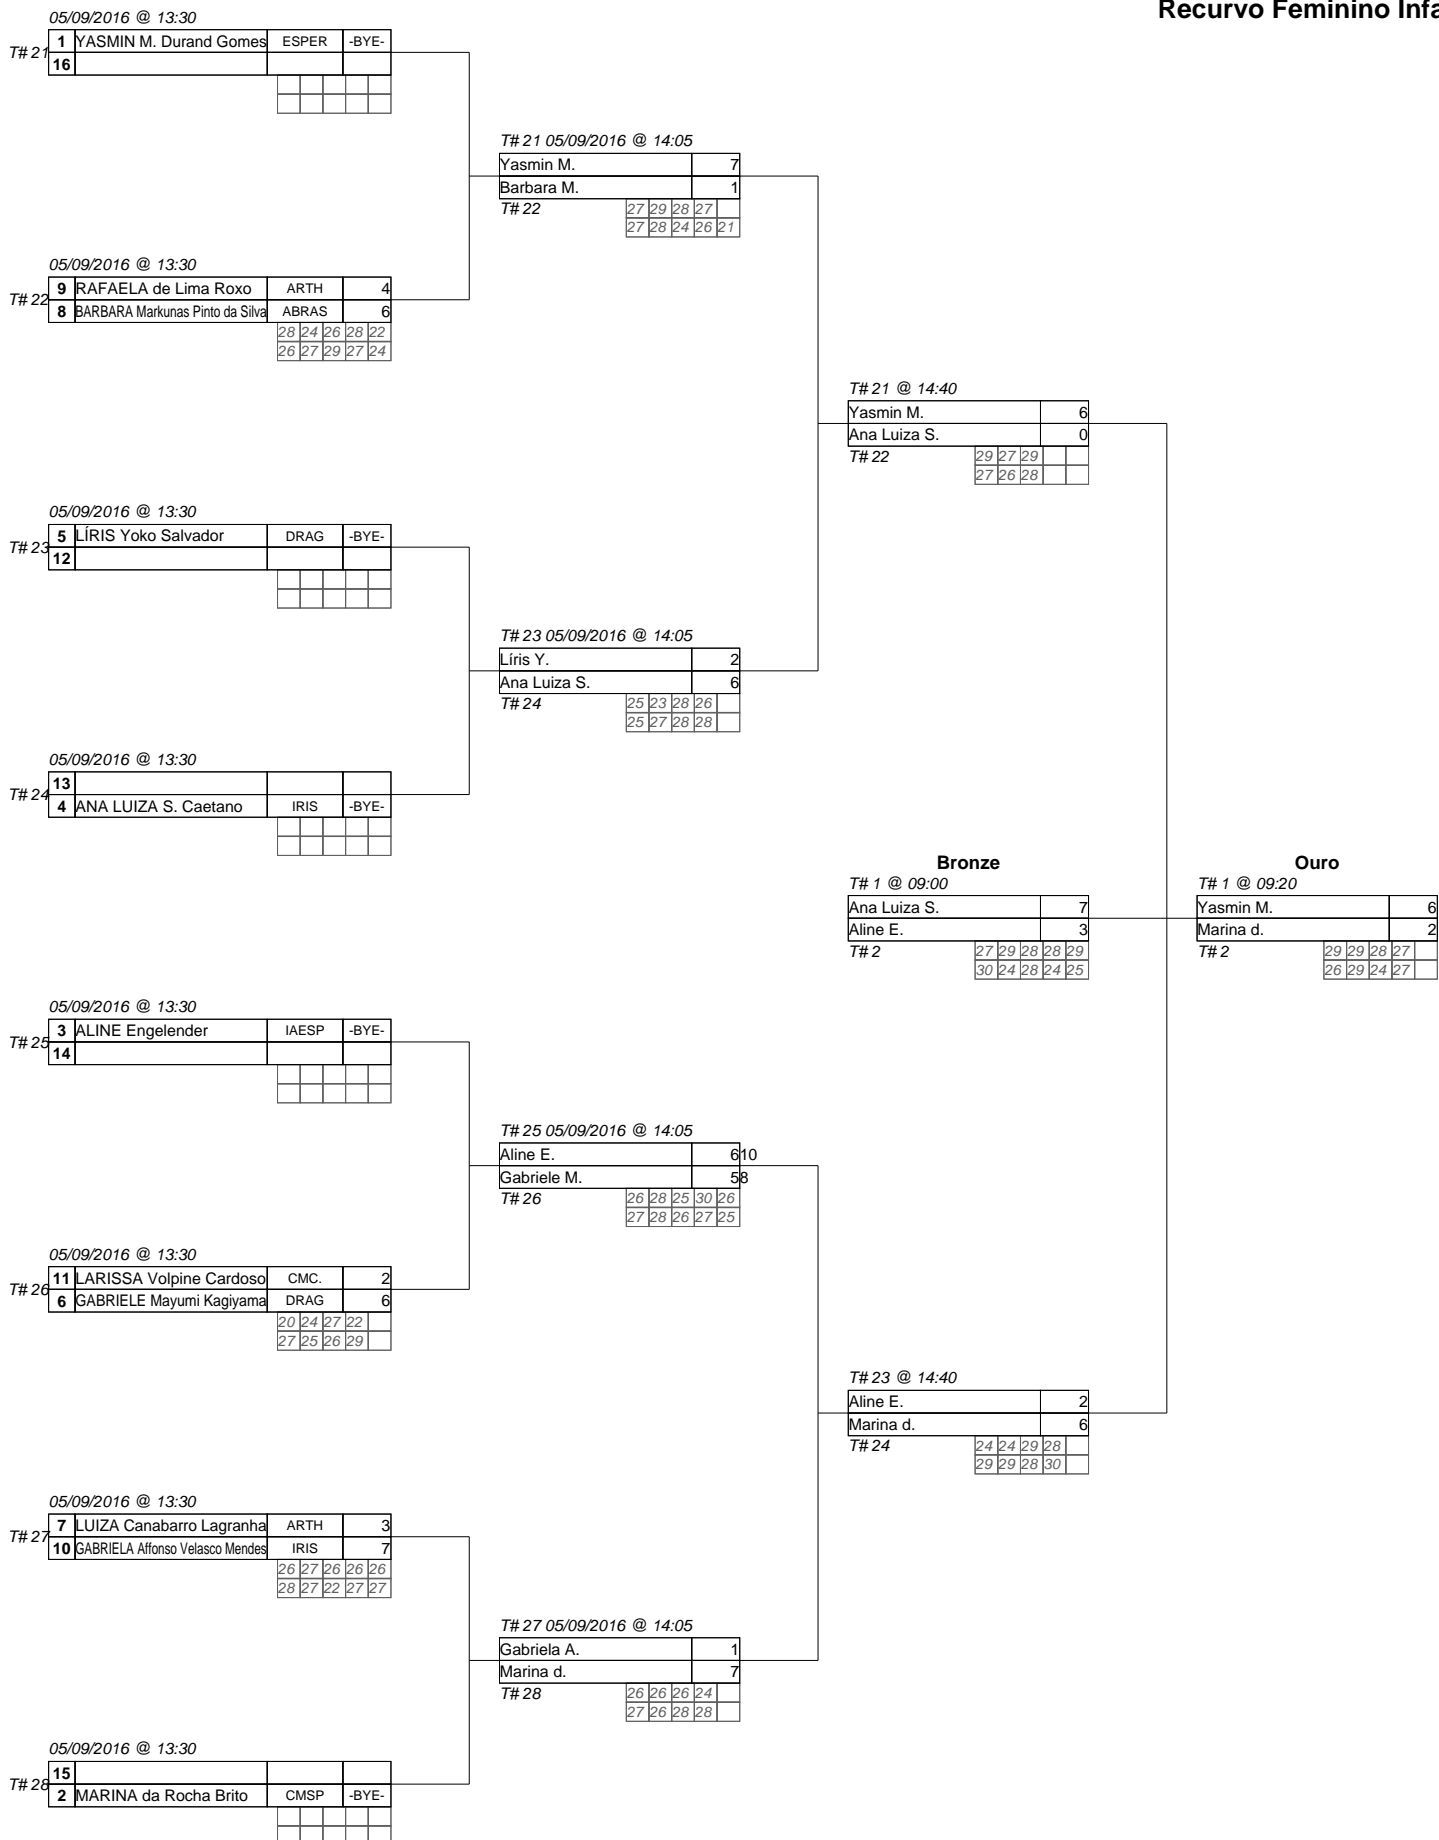 Recurvo Feminino Infa
05/09/2016 @ 13:30
T# 21
1 YASMIN M. Durand Gomes ESPER -BYE-
16
T# 21 05/09/2016 @ 14:05
Yasmin M. 7
Barbara M. 1
T# 22
27 29 28 27
27 28 24 26 21
05/09/2016 @ 13:30
T# 22
9 RAFAELA de Lima Roxo ARTH 4
8 BARBARA Markunas Pinto da Silva ABRAS 6
28 24 26 28 22
26 27 29 27 24
T# 21 @ 14:40
Yasmin M. 6
Ana Luiza S. 0
T# 22
29 27 29
27 26 28
05/09/2016 @ 13:30
T# 23
5 LÍRIS Yoko Salvador DRAG -BYE-
12
T# 23 05/09/2016 @ 14:05
Líris Y. 2
Ana Luiza S. 6
T# 24
25 23 28 26
25 27 28 28
05/09/2016 @ 13:30
T# 24
13
4 ANA LUIZA S. Caetano IRIS -BYE-
Bronze
T# 1 @ 09:00
Ana Luiza S. 7
Aline E. 3
T# 2
27 29 28 28 29
30 24 28 24 25
Ouro
T# 1 @ 09:20
Yasmin M. 6
Marina d. 2
T# 2
29 29 28 27
26 29 24 27
05/09/2016 @ 13:30
T# 25
3 ALINE Engelender IAESP -BYE-
14
T# 25 05/09/2016 @ 14:05
Aline E. 6 10
Gabriele M. 5 8
T# 26
26 28 25 30 26
27 28 26 27 25
05/09/2016 @ 13:30
T# 26
11 LARISSA Volpine Cardoso CMC. 2
6 GABRIELE Mayumi Kagiyama DRAG 6
20 24 27 22
27 25 26 29
T# 23 @ 14:40
Aline E. 2
Marina d. 6
T# 24
24 24 29 28
29 29 28 30
05/09/2016 @ 13:30
T# 27
7 LUIZA Canabarro Lagranha ARTH 3
10 GABRIELA Affonso Velasco Mendes IRIS 7
26 27 26 26 26
28 27 22 27 27
T# 27 05/09/2016 @ 14:05
Gabriela A. 1
Marina d. 7
T# 28
26 26 26 24
27 26 28 28
05/09/2016 @ 13:30
T# 28
15
2 MARINA da Rocha Brito CMSP -BYE-